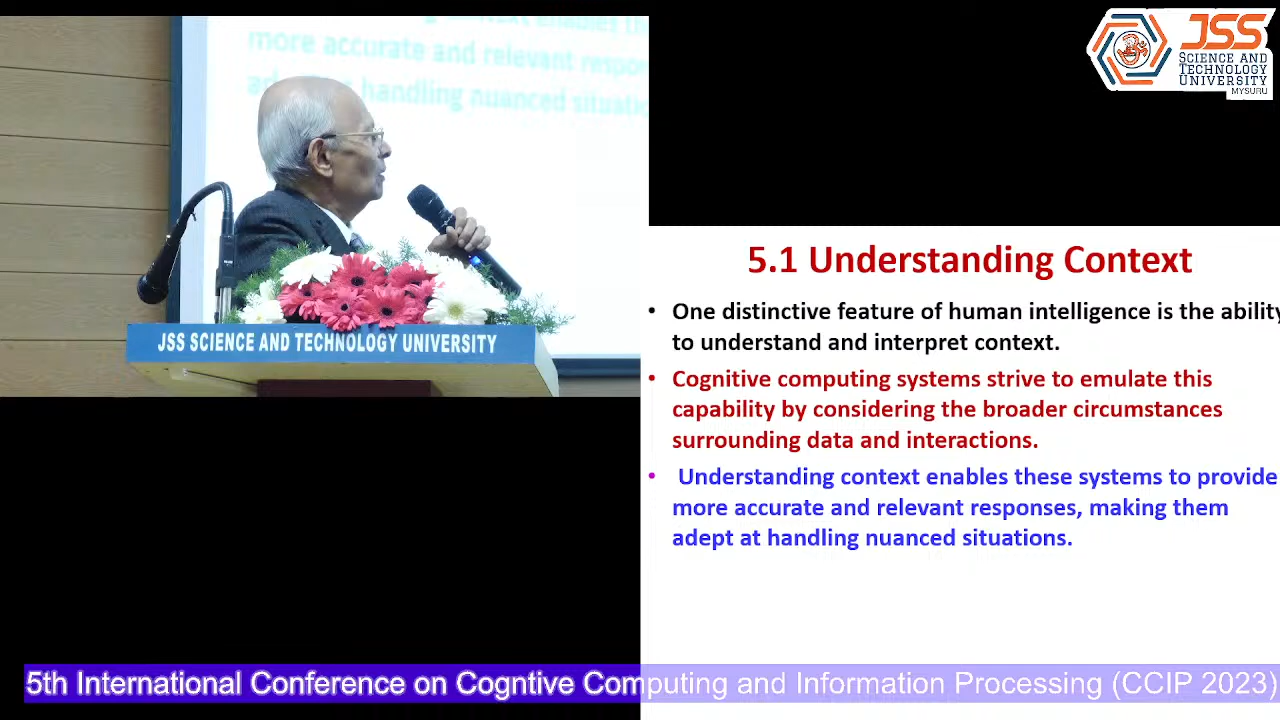 more accurate and relevant
handling nuanced
JSS SCIENCE AND TECHNOLOGY UNIVERSITY
JSS
SCIENCE AND
TECHNOLOGY
UNIVERSITY
MYSURU
5.1 Understanding Context
• One distinctive feature of human intelligence is the ability
to understand and interpret context.
• Cognitive computing systems strive to emulate this
capability by considering the broader circumstances
surrounding data and interactions.
• Understanding context enables these systems to provide
more accurate and relevant responses, making them
adept at handling nuanced situations.
5th International Conference on Cogntive Computing and Information Processing (CCIP 2023)